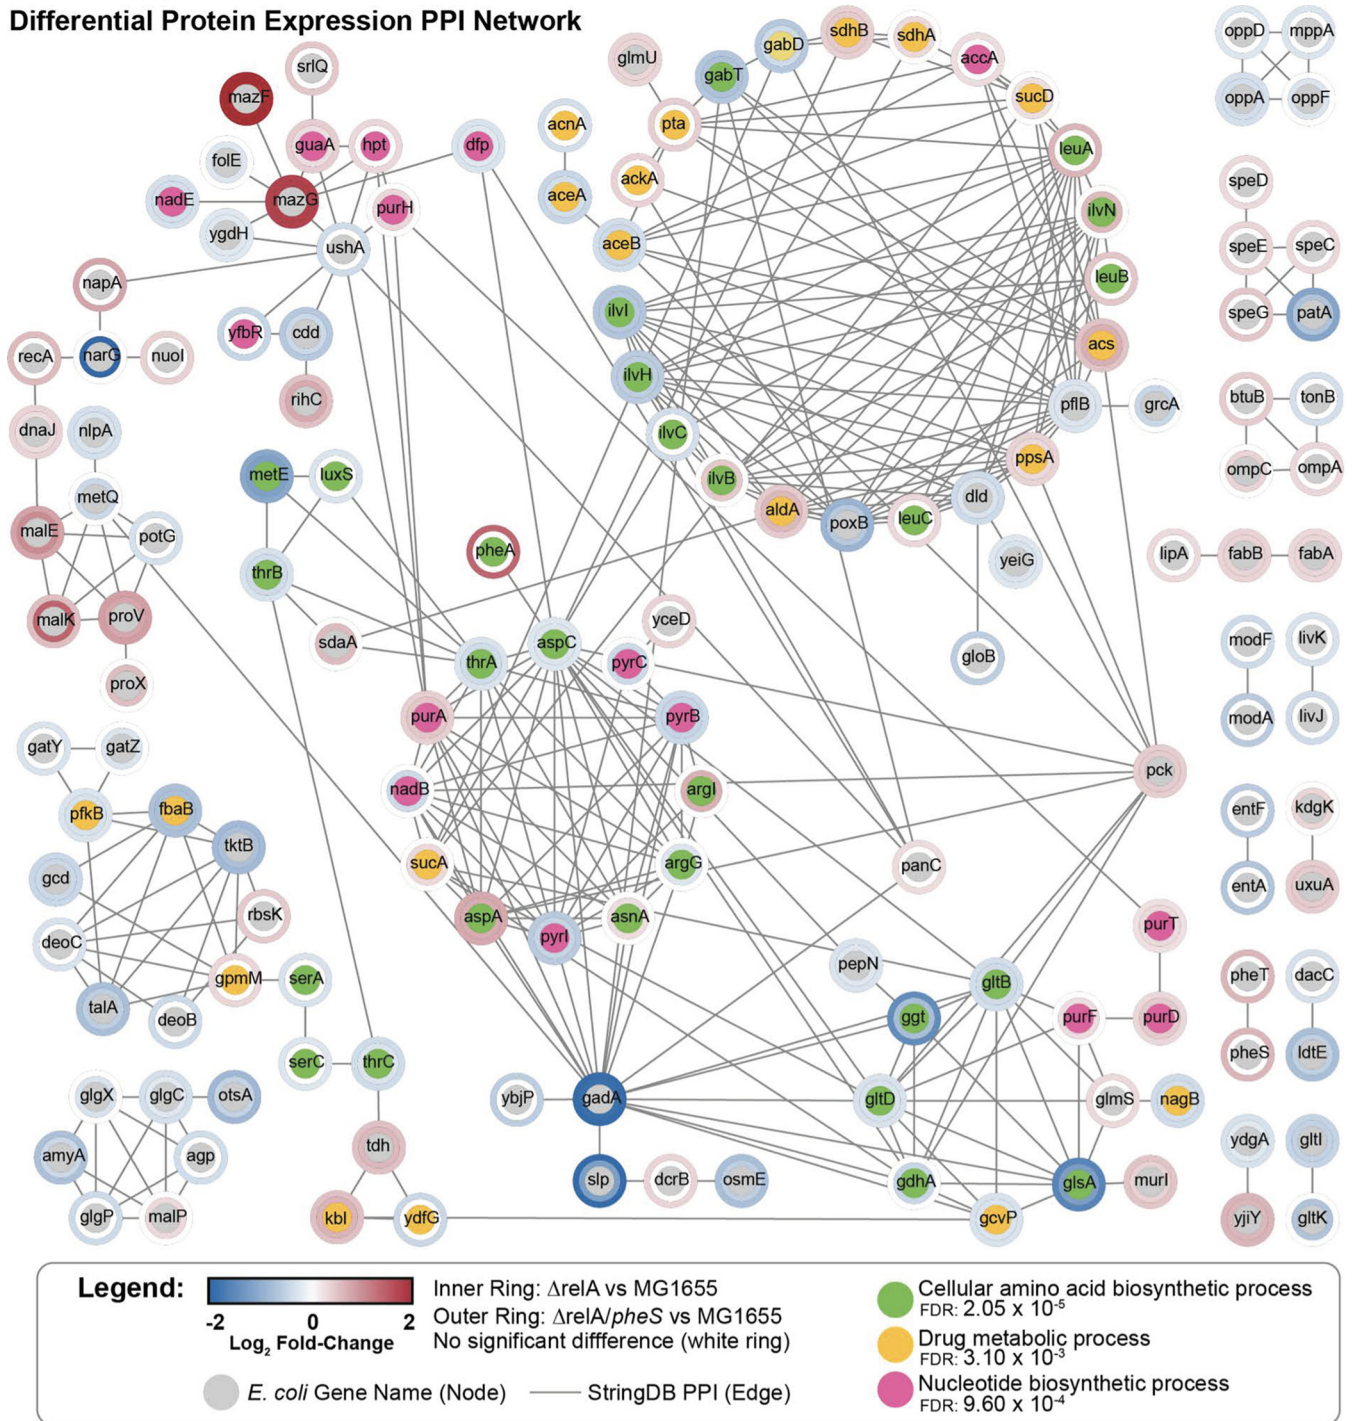 Differential Protein Expression PPI Network
srlQ
mazF
guaA
hpt
dfp
folE
nadE
mazG
purH
ygdH
ushA
napA
yfbR
cdd
recA
narG
nuoI
rihC
dnaJ
nlpA
metE
luxS
metQ
malE
potG
pheA
thrB
malK
proV
sdaA
proX
glmU
gabT
gabD
sdhB
sdhA
accA
sucD
pta
acnA
leuA
ackA
aceA
ilvN
aceB
leuB
ilvI
acs
ilvH
pflB
grcA
ilvC
ppsA
ilvB
dld
aldA
poxB
leuC
yeiG
gloB
yceD
aspC
thrA
pyrC
purA
pyrB
nadB
argI
sucA
argG
aspA
asnA
pyrI
pck
panC
purT
pepN
gltB
ggt
purF
purD
gltD
glmS
nagB
gdhA
glsA
murI
gcvP
gatY
gatZ
pfkB
fbaB
tktB
gcd
rbsK
deoC
gpmM
serA
talA
deoB
serC
thrC
glgX
glgC
otsA
amyA
agp
glgP
malP
tdh
kbl
ydfG
ybjP
gadA
slp
dcrB
osmE
oppD
mppA
oppA
oppF
speD
speE
speC
speG
patA
btuB
tonB
ompC
ompA
lipA
fabB
fabA
modF
livK
modA
livJ
entF
kdgK
entA
uxuA
pheT
dacC
pheS
ldtE
ydgA
gltI
yjiY
gltK
Legend:
-2 0 2
Log2 Fold-Change
Inner Ring: ΔrelA vs MG1655
Outer Ring: ΔrelA/pheS vs MG1655
No significant diffference (white ring)
E. coli Gene Name (Node)
StringDB PPI (Edge)
Cellular amino acid biosynthetic process
FDR: 2.05 x 10-5
Drug metabolic process
FDR: 3.10 x 10-3
Nucleotide biosynthetic process
FDR: 9.60 x 10-4